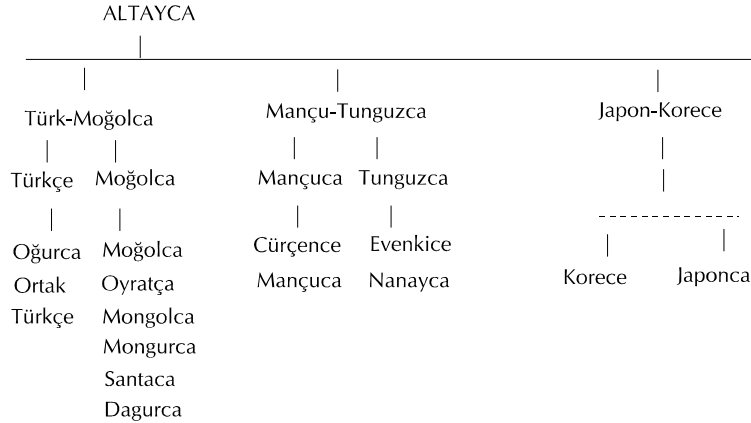 ALTAYCA
Türk-Moğolca Mançu-Tunguzca Japon-Korece
Türkçe Moğolca Mançuca Tunguzca
Oğurca Moğolca Cürçence Evenkice Korece Japonca
Ortak Oyratça Mançuca Nanayca
Türkçe Mongolca
Mongurca
Santaca
Dagurca